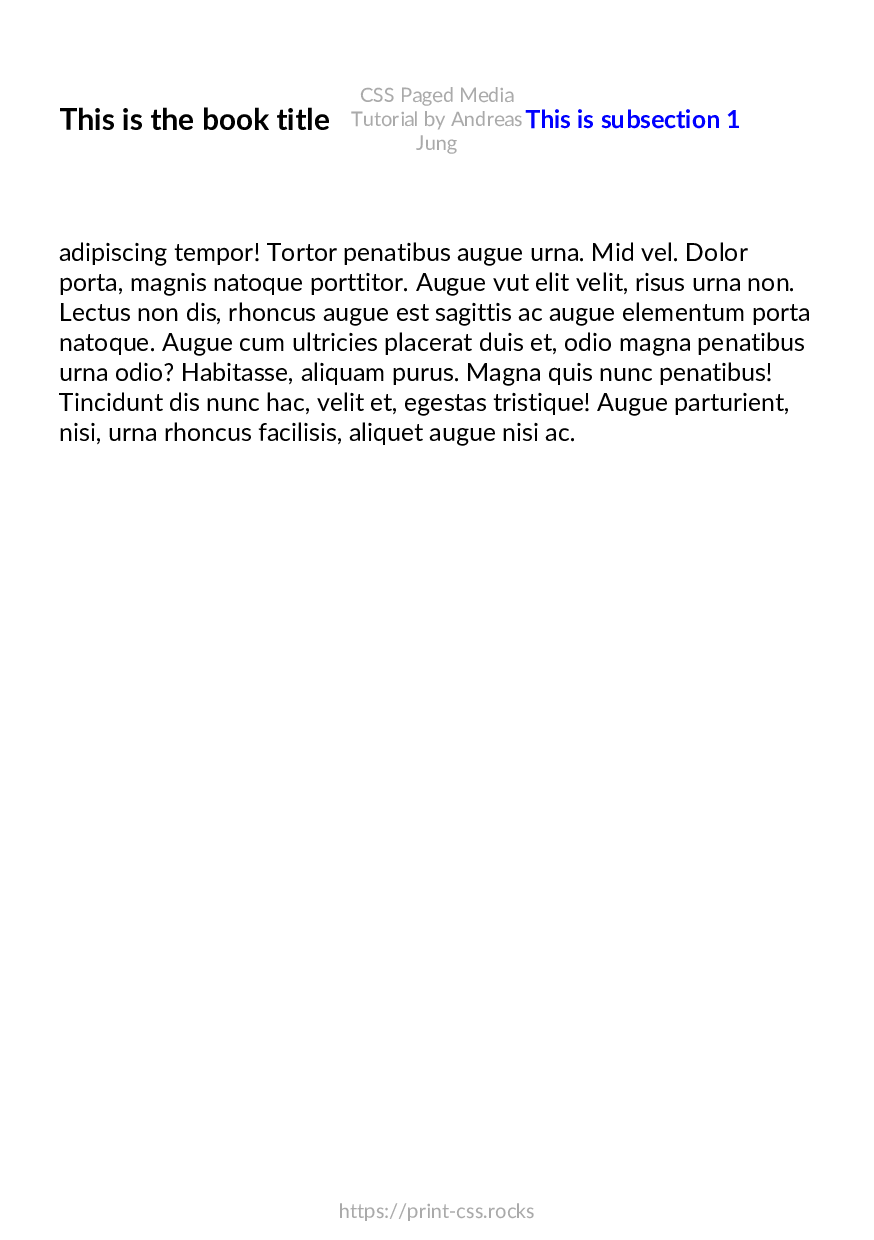 CSS Paged Media
This is the book title Tutorial by Andreas This is subsection 1
Jung
adipiscing tempor! Tortor penatibus augue urna. Mid vel. Dolor
porta, magnis natoque porttitor. Augue vut elit velit, risus urna non.
Lectus non dis, rhoncus augue est sagittis ac augue elementum porta
natoque. Augue cum ultricies placerat duis et, odio magna penatibus
urna odio? Habitasse, aliquam purus. Magna quis nunc penatibus!
Tincidunt dis nunc hac, velit et, egestas tristique! Augue parturient,
nisi, urna rhoncus facilisis, aliquet augue nisi ac.
https://print-css.rocks